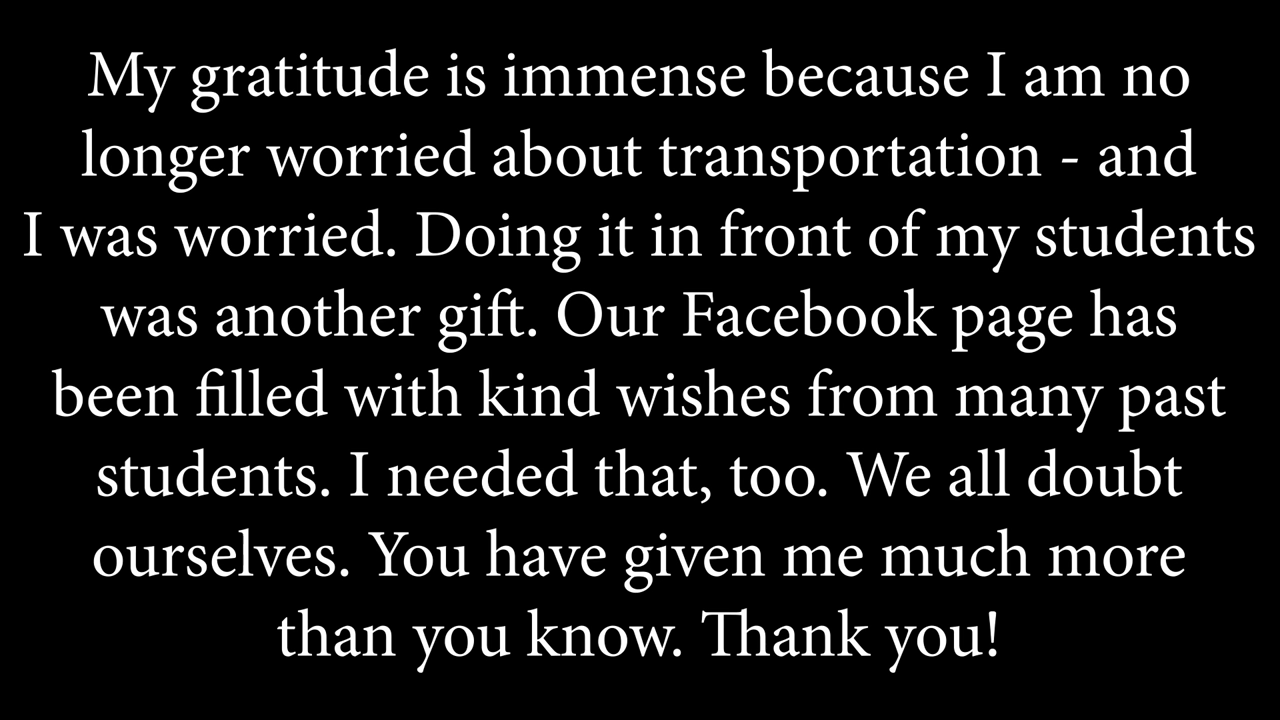 My gratitude is immense because I am no
longer worried about transportation - and
I was worried. Doing it in front of my students
was another gift. Our Facebook page has
been filled with kind wishes from many past
students. I needed that, too. We all doubt
ourselves. You have given me much more
than you know. Thank you!